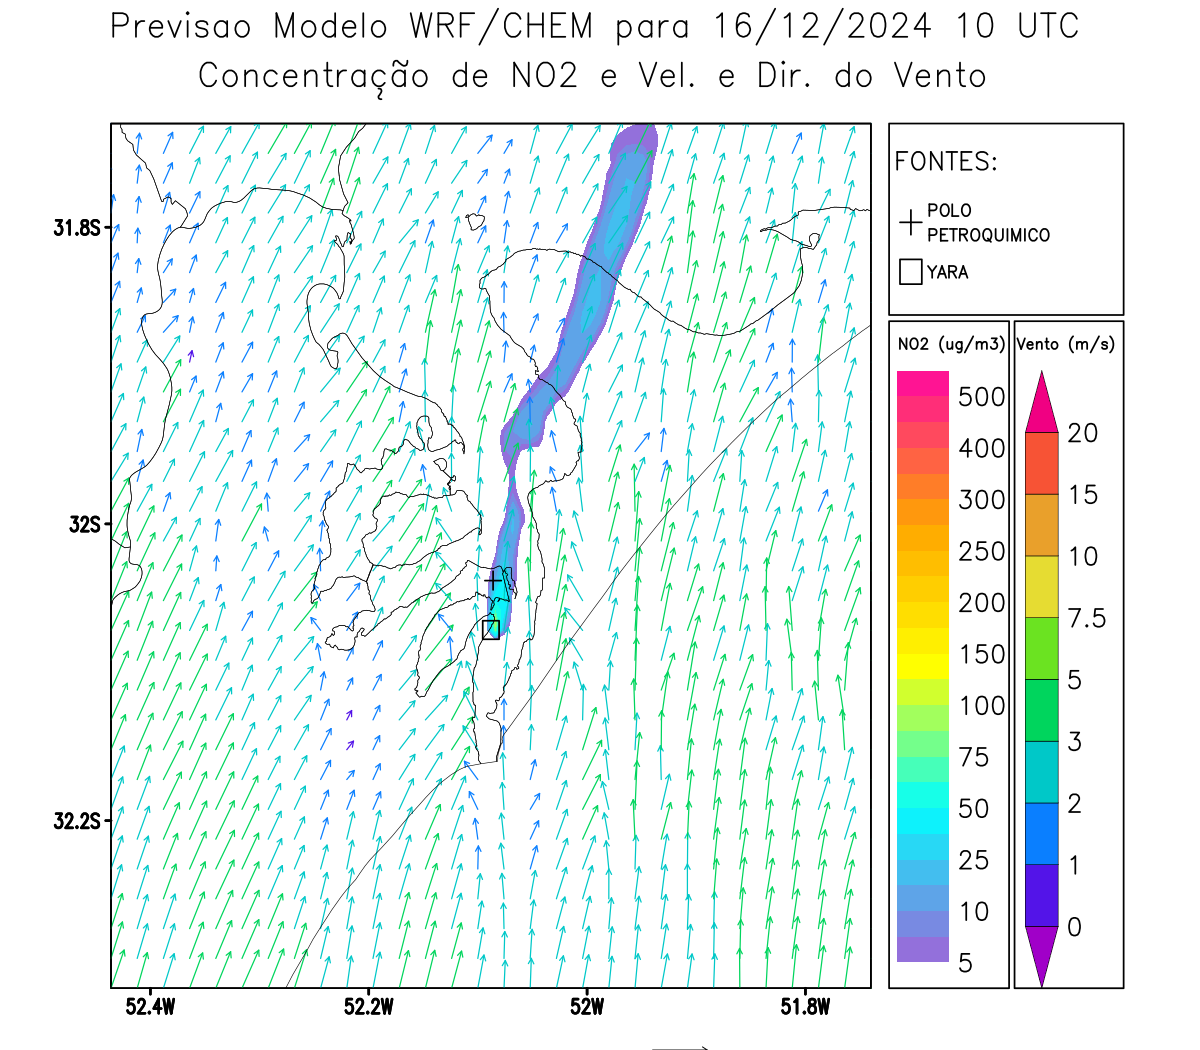 Previsao Modelo WRF/CHEM para 16/12/2024 10 UTC
Concentração de NO2 e Vel. e Dir. do Vento
FONTES:
POLO
PETROQUIMICO
YARA
NO2 (ug/m3)
500
400
300
250
200
150
100
75
50
25
10
5
Vento (m/s)
20
15
10
7.5
5
3
2
1
0
31.8S
32S
32.2S
52.4W
52.2W
52W
51.8W